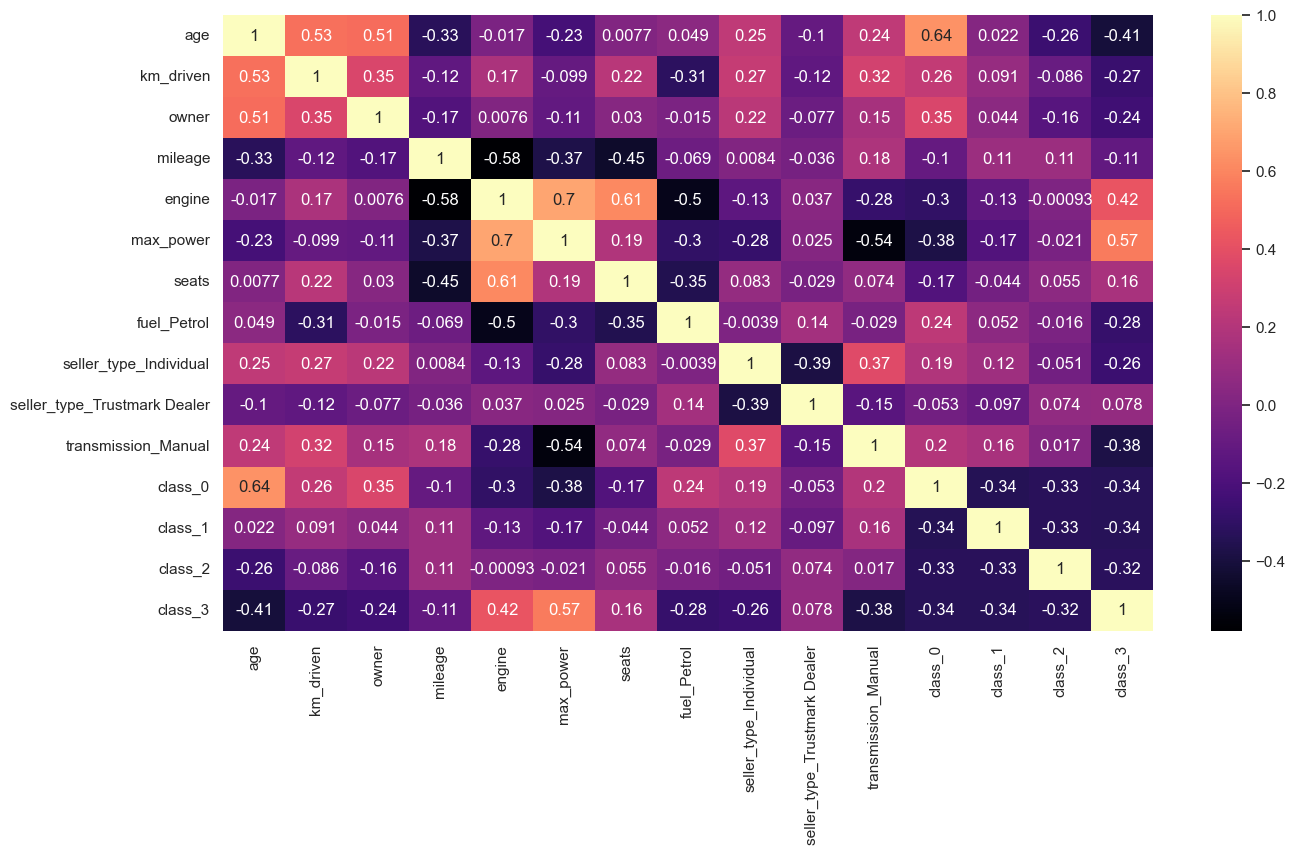 age 1 0.53 0.51 -0.33 -0.017 -0.23 0.0077 0.049 0.25 -0.1 0.24 0.64 0.022 -0.26 -0.41
km_driven 0.53 1 0.35 -0.12 0.17 -0.099 0.22 -0.31 0.27 -0.12 0.32 0.26 0.091 -0.086 -0.27
owner 0.51 0.35 1 -0.17 0.0076 -0.11 0.03 -0.015 0.22 -0.077 0.15 0.35 0.044 -0.16 -0.24
mileage -0.33 -0.12 -0.17 1 -0.58 -0.37 -0.45 -0.069 0.0084 -0.036 0.18 -0.1 0.11 0.11 -0.11
engine -0.017 0.17 0.0076 -0.58 1 0.7 0.61 -0.5 -0.13 0.037 -0.28 -0.3 -0.13 -0.00093 0.42
max_power -0.23 -0.099 -0.11 -0.37 0.7 1 0.19 -0.3 -0.28 0.025 -0.54 -0.38 -0.17 -0.021 0.57
seats 0.0077 0.22 0.03 -0.45 0.61 0.19 1 -0.35 0.083 -0.029 0.074 -0.17 -0.044 0.055 0.16
fuel_Petrol 0.049 -0.31 -0.015 -0.069 -0.5 -0.3 -0.35 1 -0.0039 0.14 -0.029 0.24 0.052 -0.016 -0.28
seller_type_Individual 0.25 0.27 0.22 0.0084 -0.13 -0.28 0.083 -0.0039 1 -0.39 0.37 0.19 0.12 -0.051 -0.26
seller_type_Trustmark Dealer -0.1 -0.12 -0.077 -0.036 0.037 0.025 -0.029 0.14 -0.39 1 -0.15 -0.053 -0.097 0.074 0.078
transmission_Manual 0.24 0.32 0.15 0.18 -0.28 -0.54 0.074 -0.029 0.37 -0.15 1 0.2 0.16 0.017 -0.38
class_0 0.64 0.26 0.35 -0.1 -0.3 -0.38 -0.17 0.24 0.19 -0.053 0.2 1 -0.34 -0.33 -0.34
class_1 0.022 0.091 0.044 0.11 -0.13 -0.17 -0.044 0.052 0.12 -0.097 0.16 -0.34 1 -0.33 -0.34
class_2 -0.26 -0.086 -0.16 0.11 -0.00093 -0.021 0.055 -0.016 -0.051 0.074 0.017 -0.33 -0.33 1 -0.32
class_3 -0.41 -0.27 -0.24 -0.11 0.42 0.57 0.16 -0.28 -0.26 0.078 -0.38 -0.34 -0.34 -0.32 1
age
km_driven
owner
mileage
engine
max_power
seats
fuel_Petrol
seller_type_Individual
seller_type_Trustmark Dealer
transmission_Manual
class_0
class_1
class_2
class_3
1.0
0.8
0.6
0.4
0.2
0.0
−0.2
−0.4